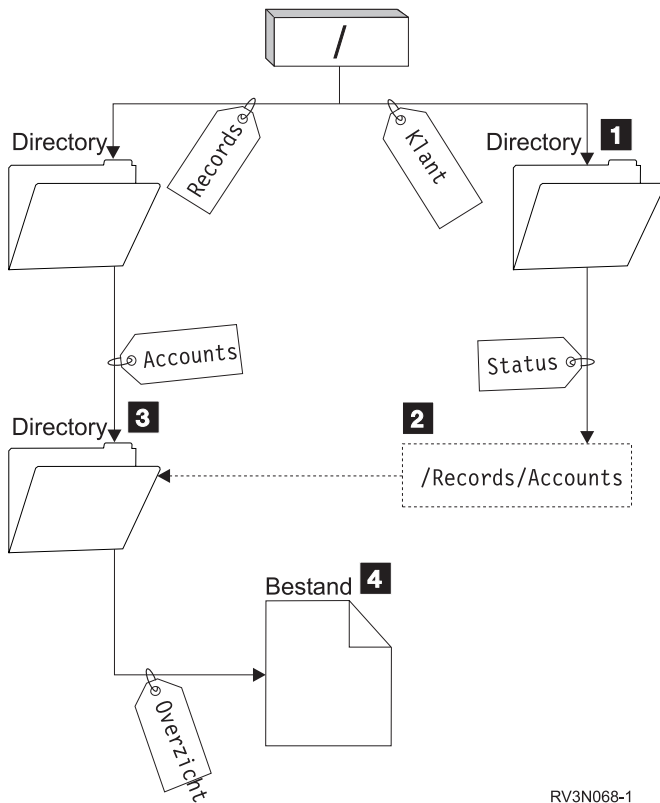 /
Records
Klant
Directory
Directory 1
Accounts
Status
Directory 3
2
/Records/Accounts
Bestand 4
Overzicht
RV3N068-1